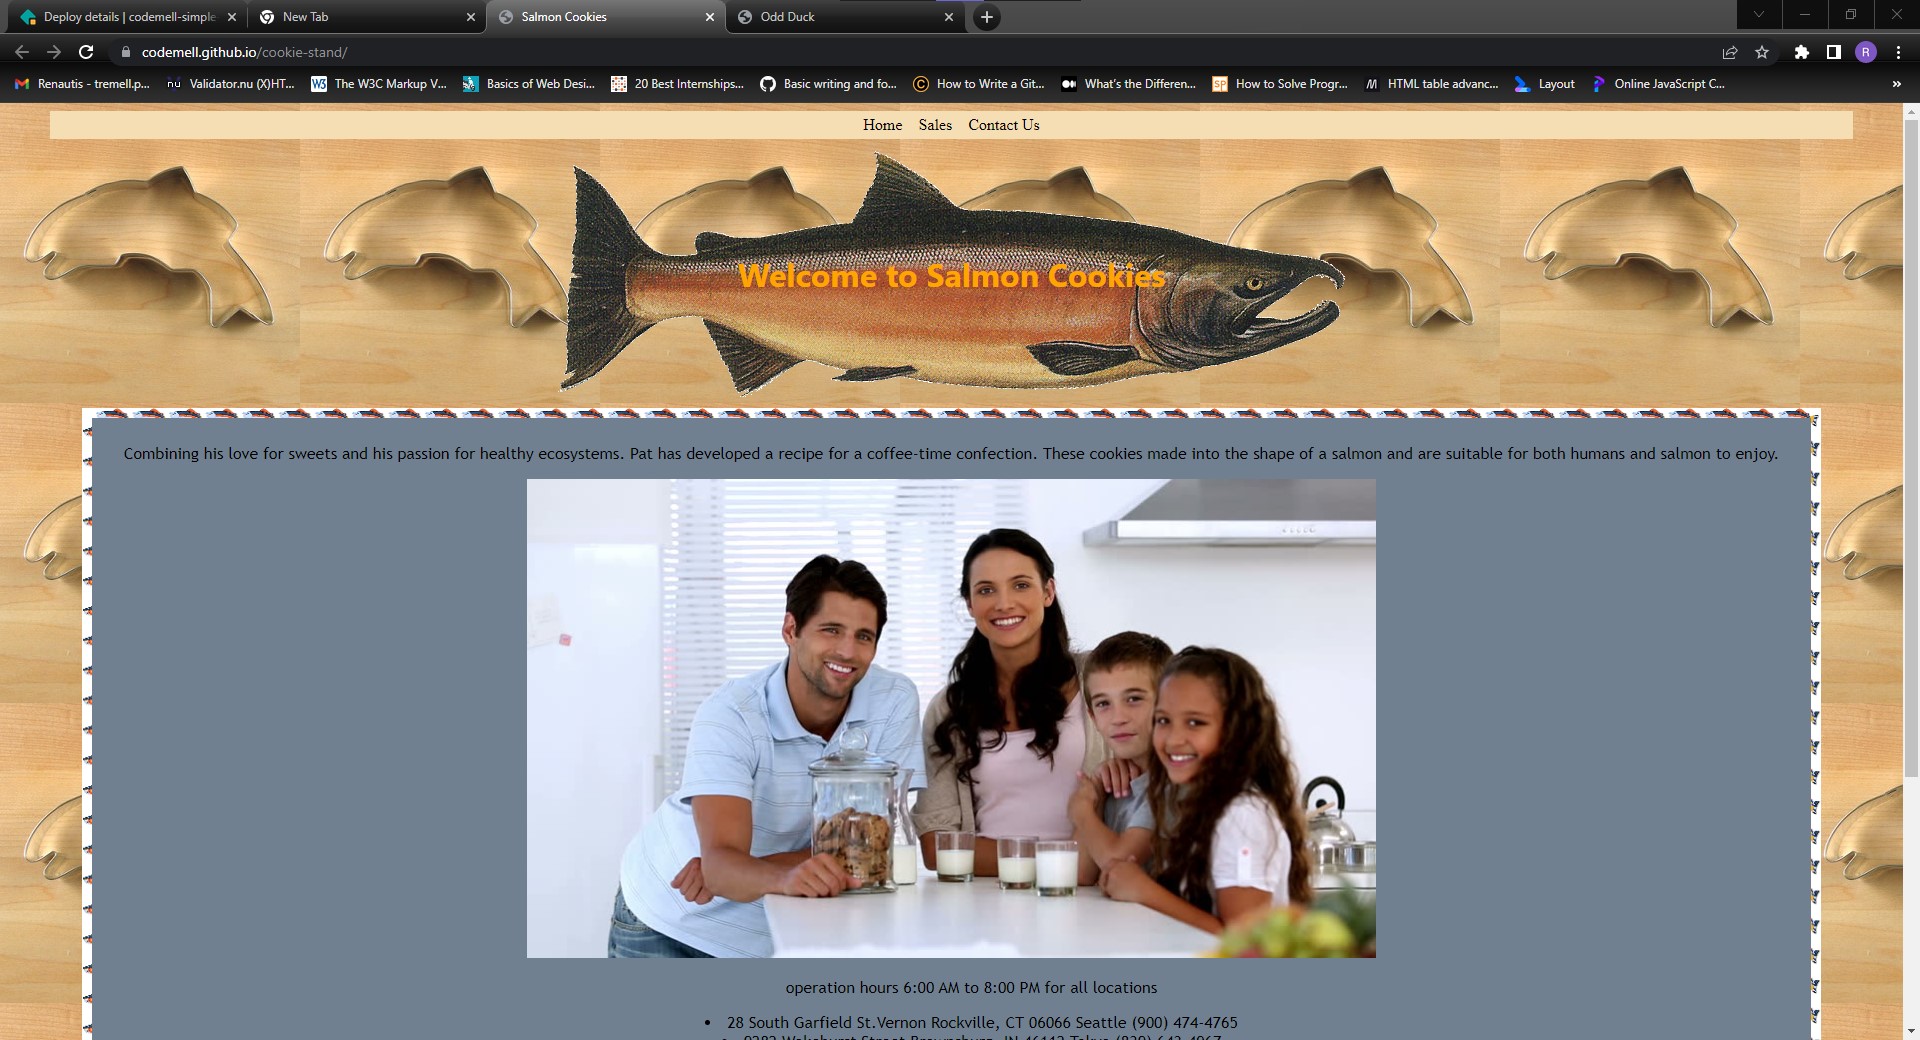 Deploy details | codemell-simple
New Tab
Salmon Cookies
Odd Duck
codemell.github.io/cookie-stand/
R
Renautis - tremell.p...
Validator.nu (X)HT...
The W3C Markup V...
Basics of Web Desi...
20 Best Internships...
Basic writing and fo...
How to Write a Git...
What's the Differen...
How to Solve Progr...
HTML table advanc...
Layout
Online JavaScript C...
Home Sales Contact Us
Welcome to Salmon Cookies
Combining his love for sweets and his passion for healthy ecosystems. Pat has developed a recipe for a coffee-time confection. These cookies made into the shape of a salmon and are suitable for both humans and salmon to enjoy.
operation hours 6:00 AM to 8:00 PM for all locations
• 28 South Garfield St.Vernon Rockville, CT 06066 Seattle (900) 474-4765